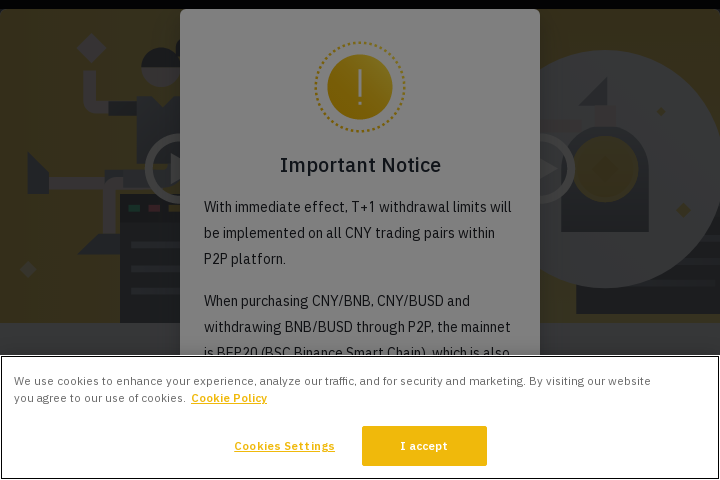 Important Notice
With immediate effect, T+1 withdrawal limits will
be implemented on all CNY trading pairs within
P2P platforn.
When purchasing CNY/BNB, CNY/BUSD and
withdrawing BNB/BUSD through P2P, the mainnet
is BEP20 (BSC Binance Smart Chain), which is also
We use cookies to enhance your experience, analyze our traffic, and for security and marketing. By visiting our website
you agree to our use of cookies. Cookie Policy
Cookies Settings
I accept